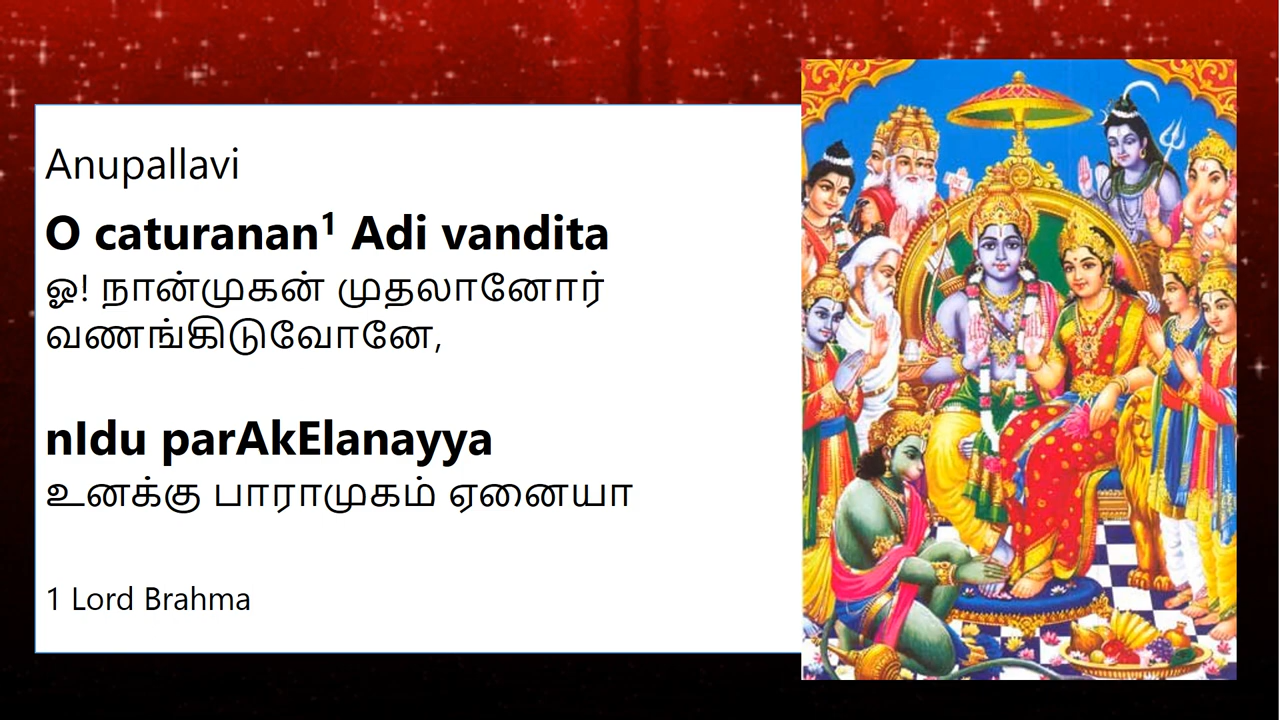 Anupallavi
O caturanan¹ Adi vandita
ஓ! நான்முகன் முதலானோர்
வணங்கிடுவோனே,
nIdu parAkElanayya
உனக்கு பாராமுகம் ஏனையா
1 Lord Brahma